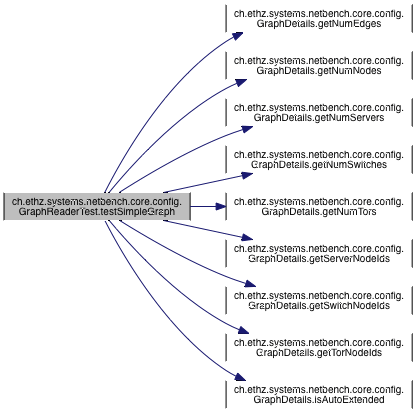 ch.ethz.systems.netbench.core.config.
GraphDetails.getNumEdges
ch.ethz.systems.netbench.core.config.
GraphDetails.getNumNodes
ch.ethz.systems.netbench.core.config.
GraphDetails.getNumServers
ch.ethz.systems.netbench.core.config.
GraphDetails.getNumSwitches
ch.ethz.systems.netbench.core.config.
GraphReaderTest.testSimpleGraph
ch.ethz.systems.netbench.core.config.
GraphDetails.getNumTors
ch.ethz.systems.netbench.core.config.
GraphDetails.getServerNodeIds
ch.ethz.systems.netbench.core.config.
GraphDetails.getSwitchNodeIds
ch.ethz.systems.netbench.core.config.
GraphDetails.getTorNodeIds
ch.ethz.systems.netbench.core.config.
GraphDetails.isAutoExtended